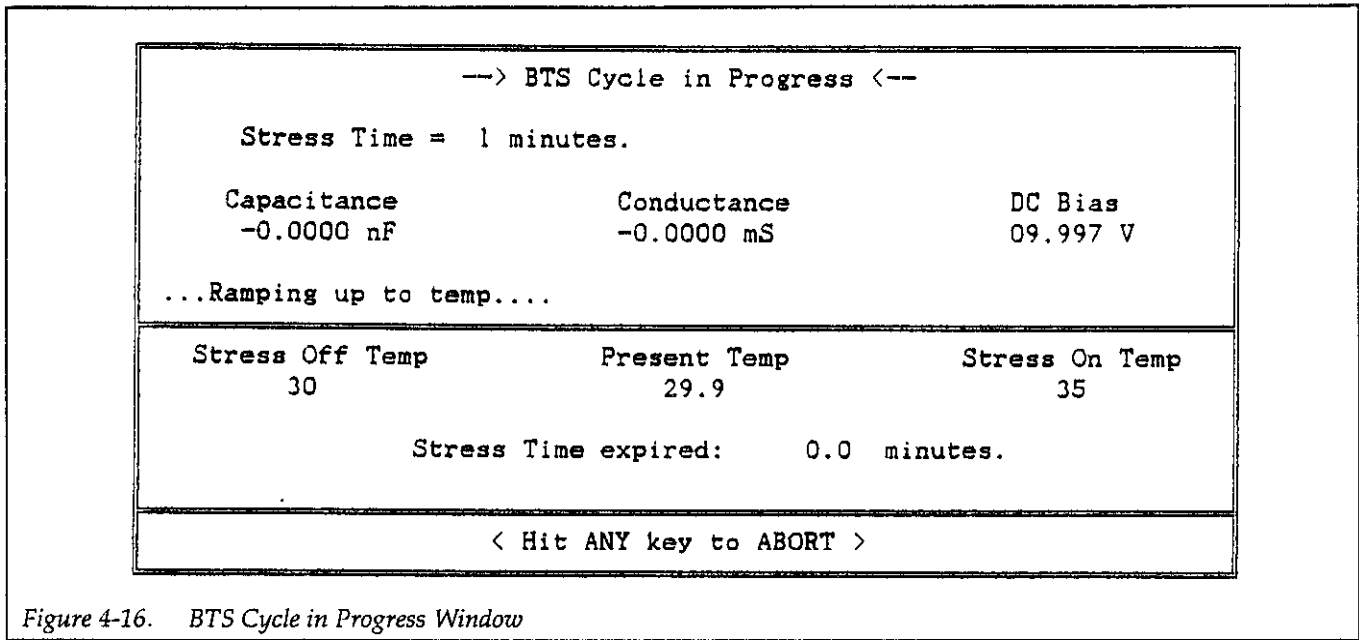 --> BTS Cycle in Progress <--
Stress Time = 1 minutes.
Capacitance Conductance DC Bias
-0.0000 nF -0.0000 mS 09.997 V
...Ramping up to temp....
Stress Off Temp Present Temp Stress On Temp
30 29.9 35
Stress Time expired: 0.0 minutes.
< Hit ANY key to ABORT >
Figure 4-16. BTS Cycle in Progress Window